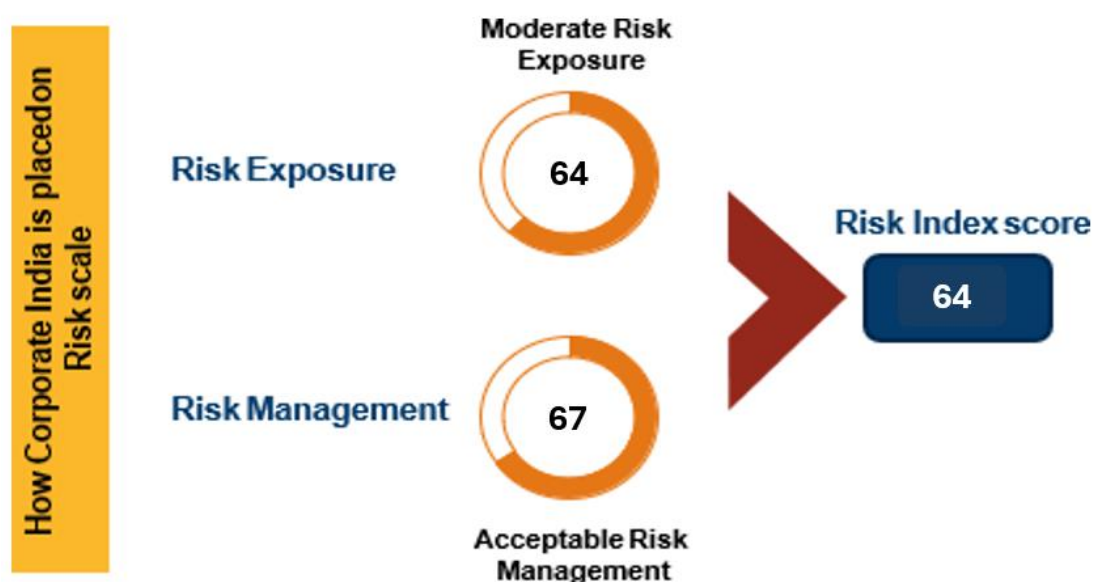 How Corporate India is placedon
Risk scale
Moderate Risk
Exposure
Risk Exposure
64
Risk Index score
64
Risk Management
67
Acceptable Risk
Management